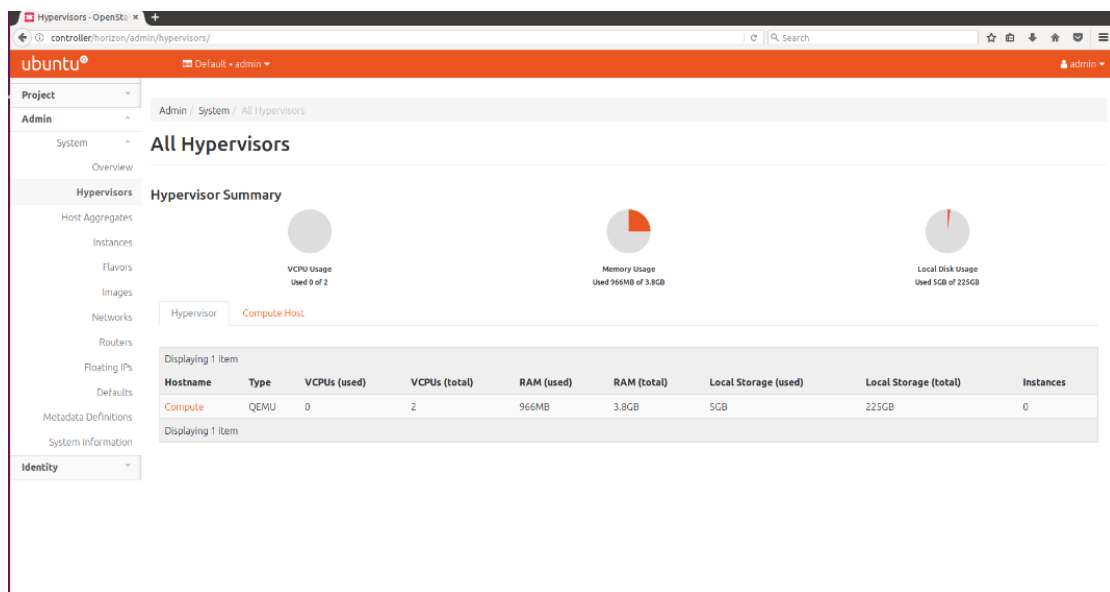 Hypervisors - OpenSta × +
controller/horizon/admin/hypervisors/ Search
ubuntu® Default • admin admin
Project
Admin
System
Overview
Hypervisors
Host Aggregates
Instances
Flavors
Images
Networks
Routers
Floating IPs
Defaults
Metadata Definitions
System Information
Identity
Admin / System / All Hypervisors
All Hypervisors
Hypervisor Summary
VCPU Usage
Used 0 of 2
Memory Usage
Used 966MB of 3.8GB
Local Disk Usage
Used 5GB of 225GB
Hypervisor Compute Host
Displaying 1 item
Hostname Type VCPUs (used) VCPUs (total) RAM (used) RAM (total) Local Storage (used) Local Storage (total) Instances
Compute QEMU 0 2 966MB 3.8GB 5GB 225GB 0
Displaying 1 item